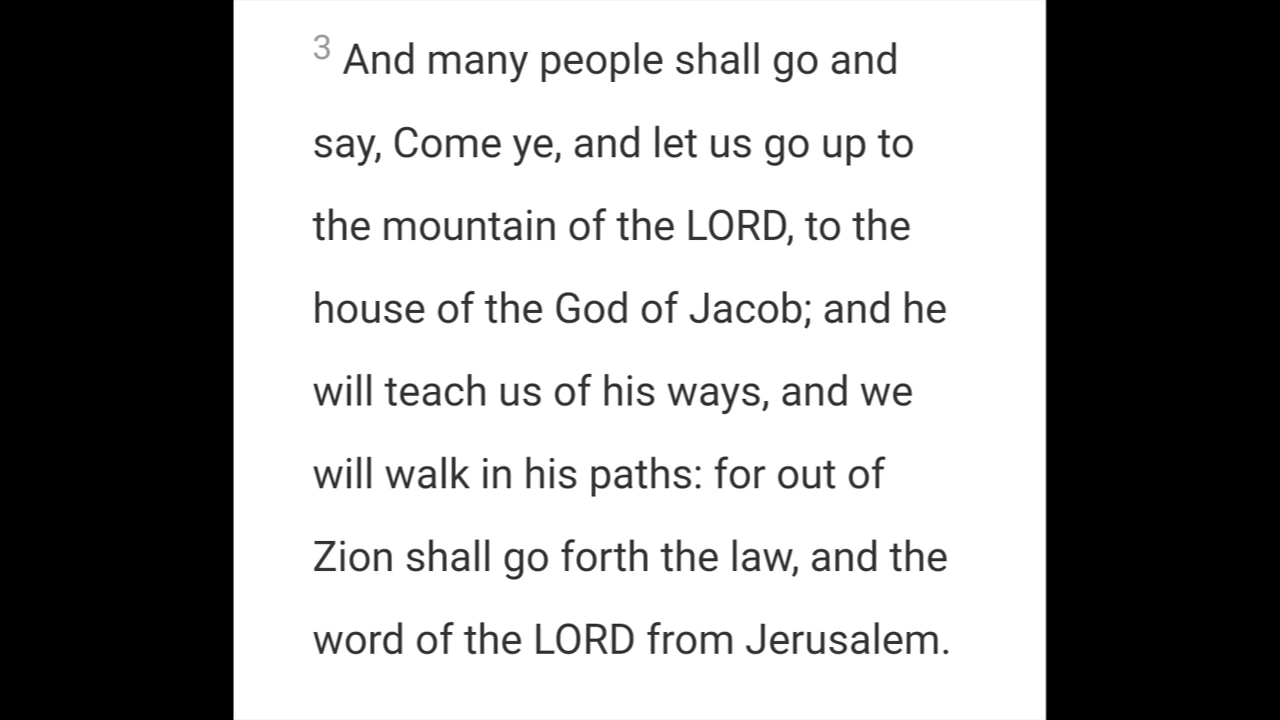 3 And many people shall go and
say, Come ye, and let us go up to
the mountain of the LORD, to the
house of the God of Jacob; and he
will teach us of his ways, and we
will walk in his paths: for out of
Zion shall go forth the law, and the
word of the LORD from Jerusalem.